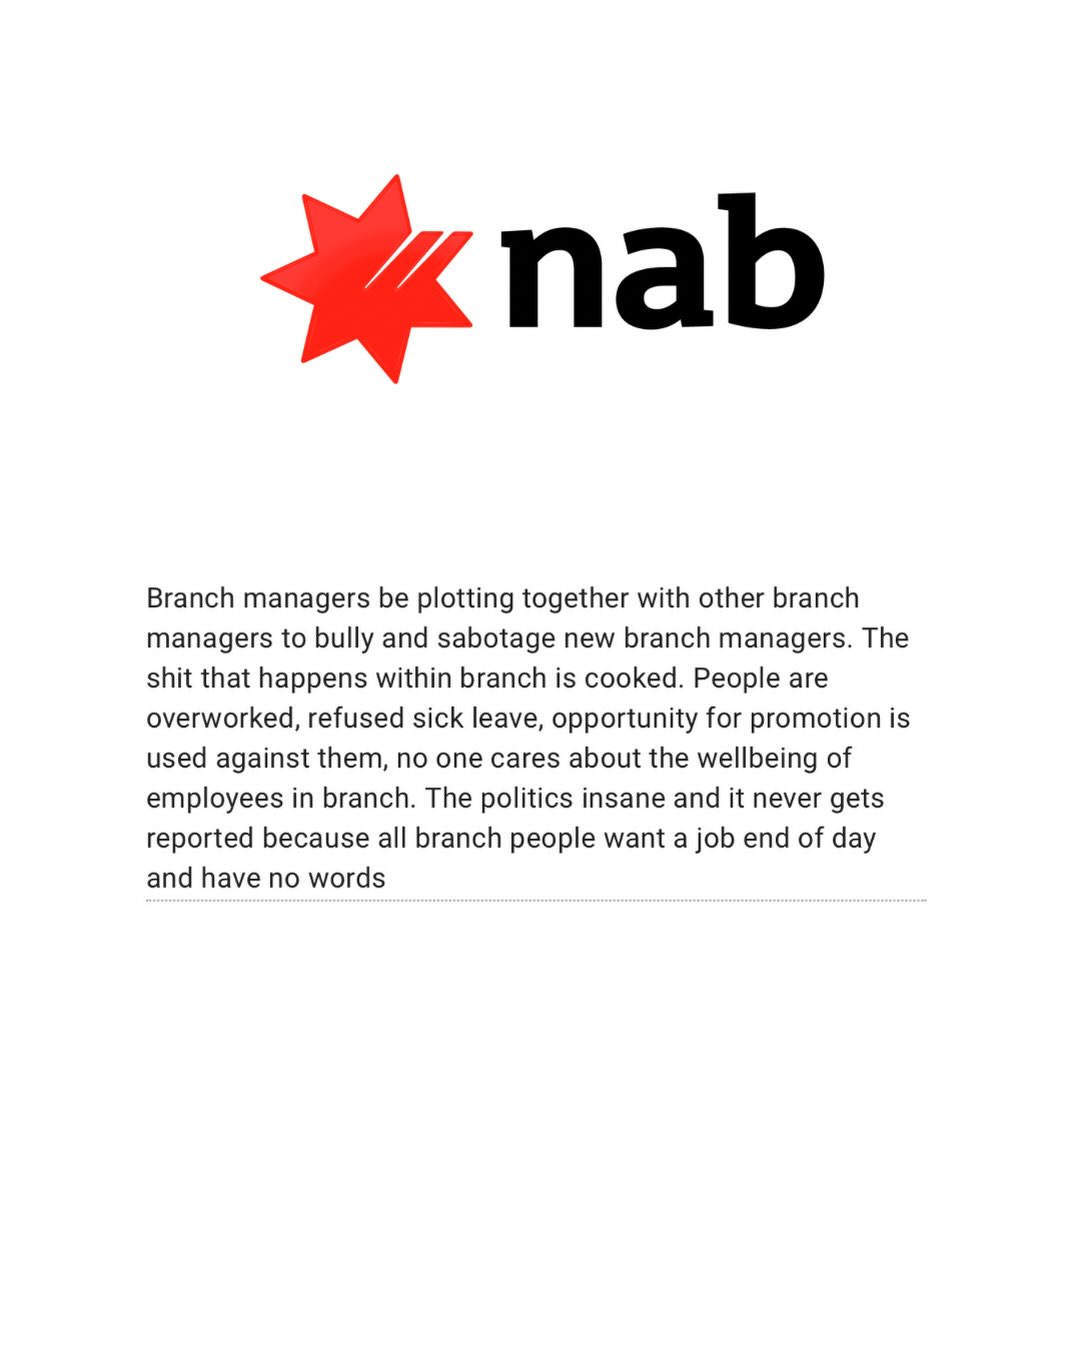 nab
Branch managers be plotting together with other branch
managers to bully and sabotage new branch managers. The
shit that happens within branch is cooked. People are
overworked, refused sick leave, opportunity for promotion is
used against them, no one cares about the wellbeing of
employees in branch. The politics insane and it never gets
reported because all branch people want a job end of day
and have no words